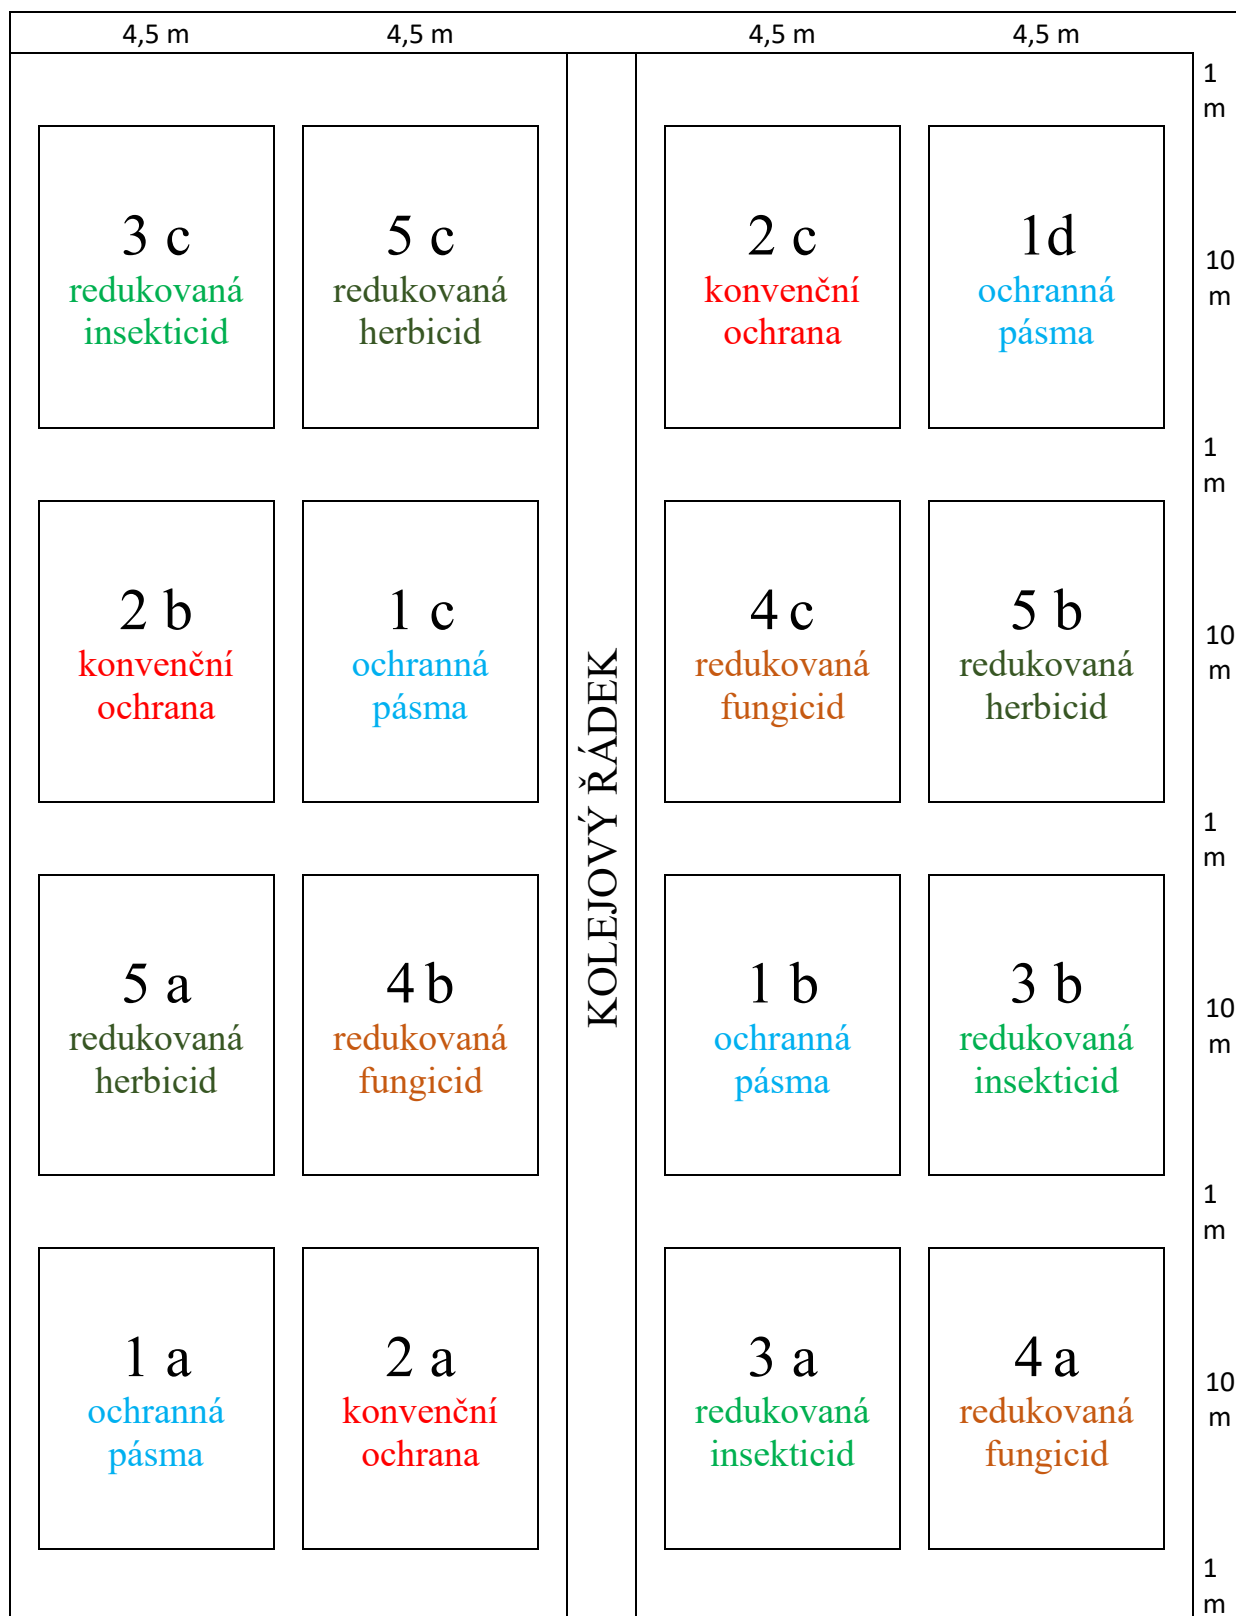 4,5 m 4,5 m 4,5 m 4,5 m
1
m
3 c 5 c 2 c 1d
redukovaná redukovaná konvenční ochranná
insekticid herbicid ochrana pásma
10
m
1
m
2 b 1 c 4 c 5 b
konvenční ochranná redukovaná redukovaná
ochrana pásma fungicid herbicid
10
m
KOLEJOVÝ ŘÁDEK
1
m
5 a 4 b 1 b 3 b
redukovaná redukovaná ochranná redukovaná
herbicid fungicid pásma insekticid
10
m
1
m
1 a 2 a 3 a 4 a
ochranná konvenční redukovaná redukovaná
pásma ochrana insekticid fungicid
10
m
1
m